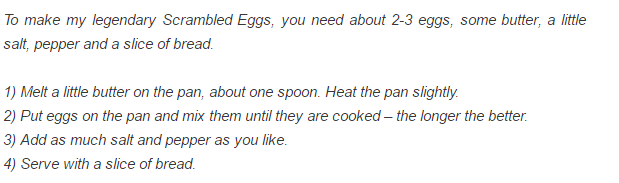 To make my legendary Scrambled Eggs, you need about 2-3 eggs, some butter, a little
salt, pepper and a slice of bread.
1) Melt a little butter on the pan, about one spoon. Heat the pan slightly.
2) Put eggs on the pan and mix them until they are cooked – the longer the better.
3) Add as much salt and pepper as you like.
4) Serve with a slice of bread.